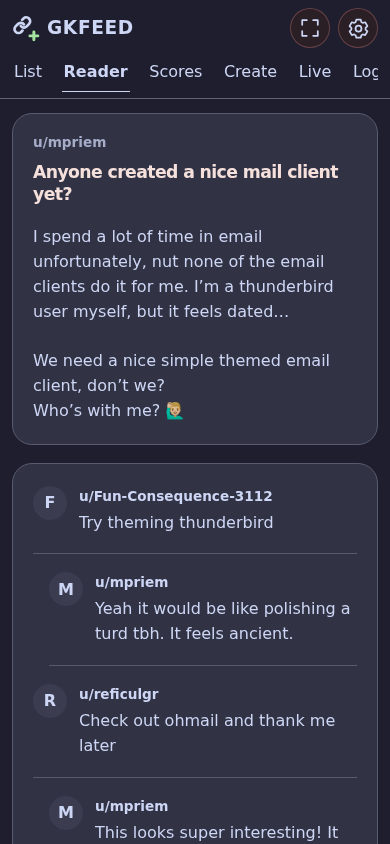 GKFEED
List Reader Scores Create Live Log
u/mpriem
Anyone created a nice mail client
yet?
I spend a lot of time in email
unfortunately, nut none of the email
clients do it for me. I’m a thunderbird
user myself, but it feels dated…
We need a nice simple themed email
client, don’t we?
Who’s with me? 🙋🏼‍♂️
F
u/Fun-Consequence-3112
Try theming thunderbird
M
u/mpriem
Yeah it would be like polishing a
turd tbh. It feels ancient.
R
u/reficulgr
Check out ohmail and thank me
later
M
u/mpriem
This looks super interesting! It